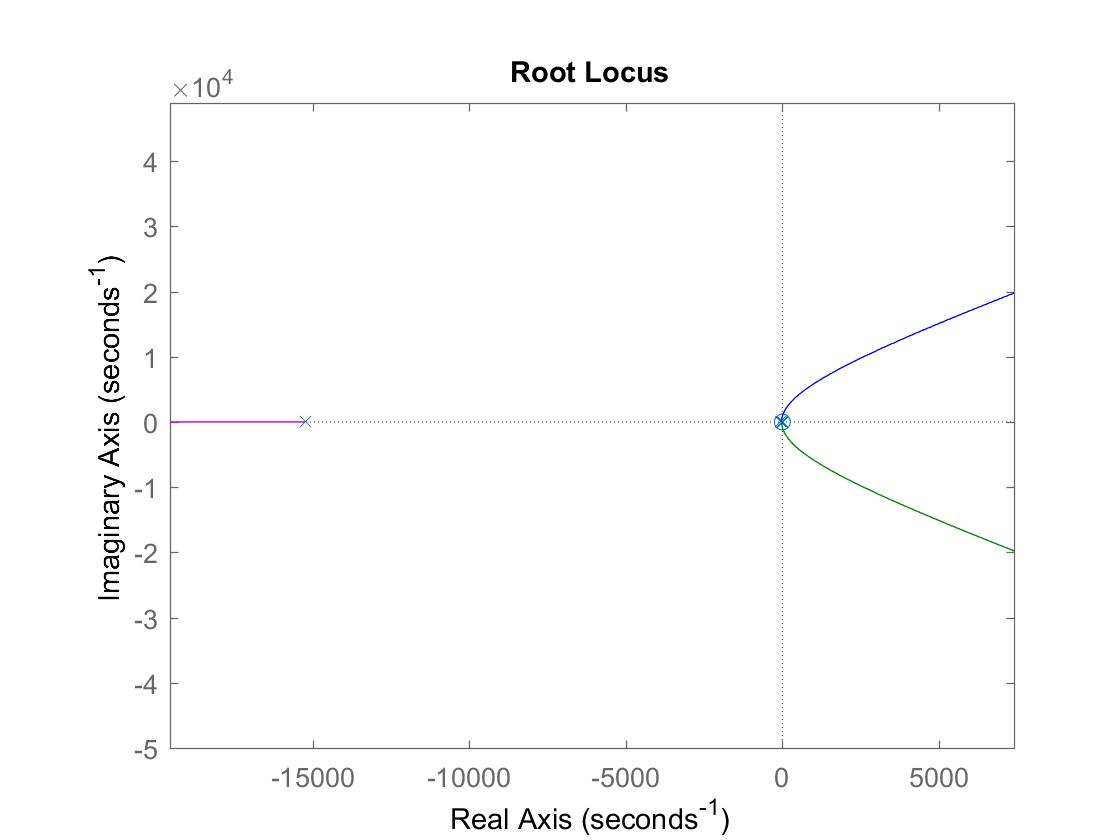 Root Locus
×10^4
4
3
2
1
0
-1
-2
-3
-4
-5
Imaginary Axis (seconds^-1)
-15000 -10000 -5000 0 5000
Real Axis (seconds^-1)